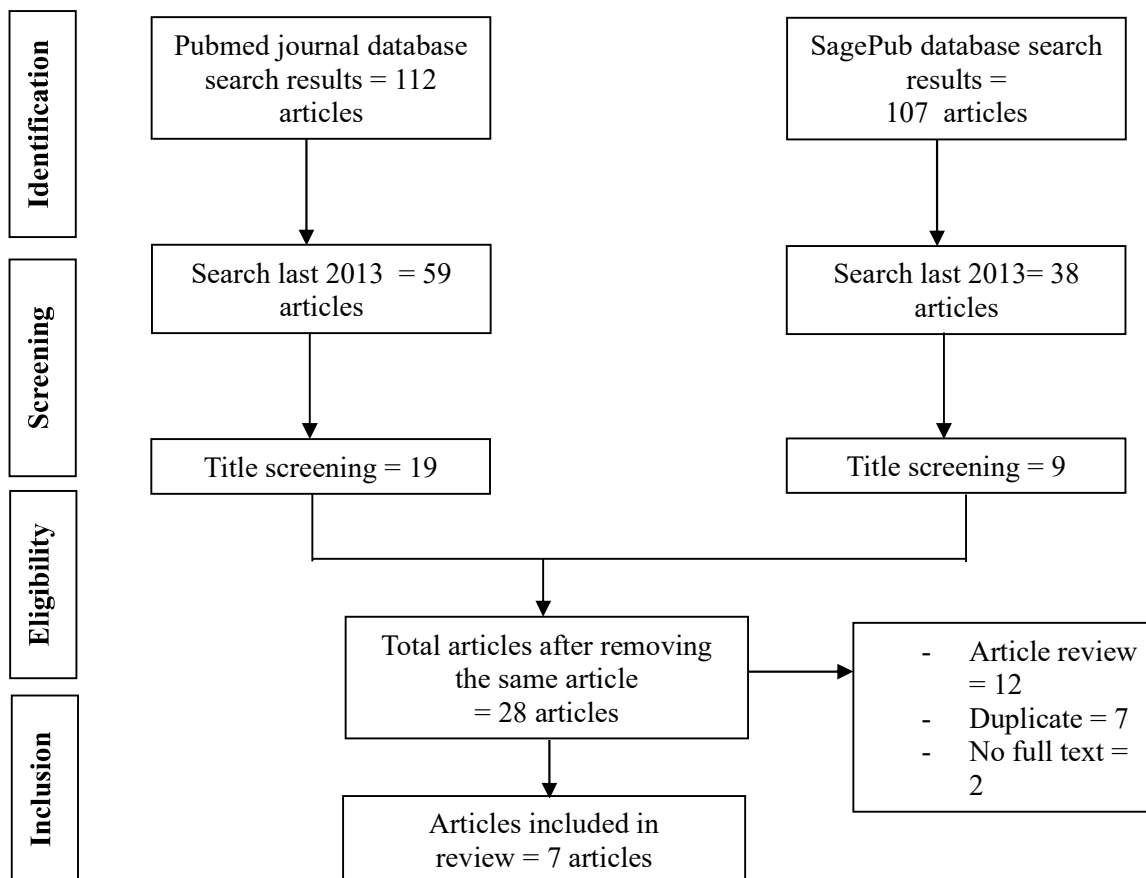 Identification
Pubmed journal database
search results = 112
articles
SagePub database search
results =
107 articles
Screening
Search last 2013 = 59
articles
Search last 2013= 38
articles
Title screening = 19
Title screening = 9
Eligibility
Total articles after removing
the same article
= 28 articles
- Article review
= 12
- Duplicate = 7
- No full text =
2
Inclusion
Articles included in
review = 7 articles